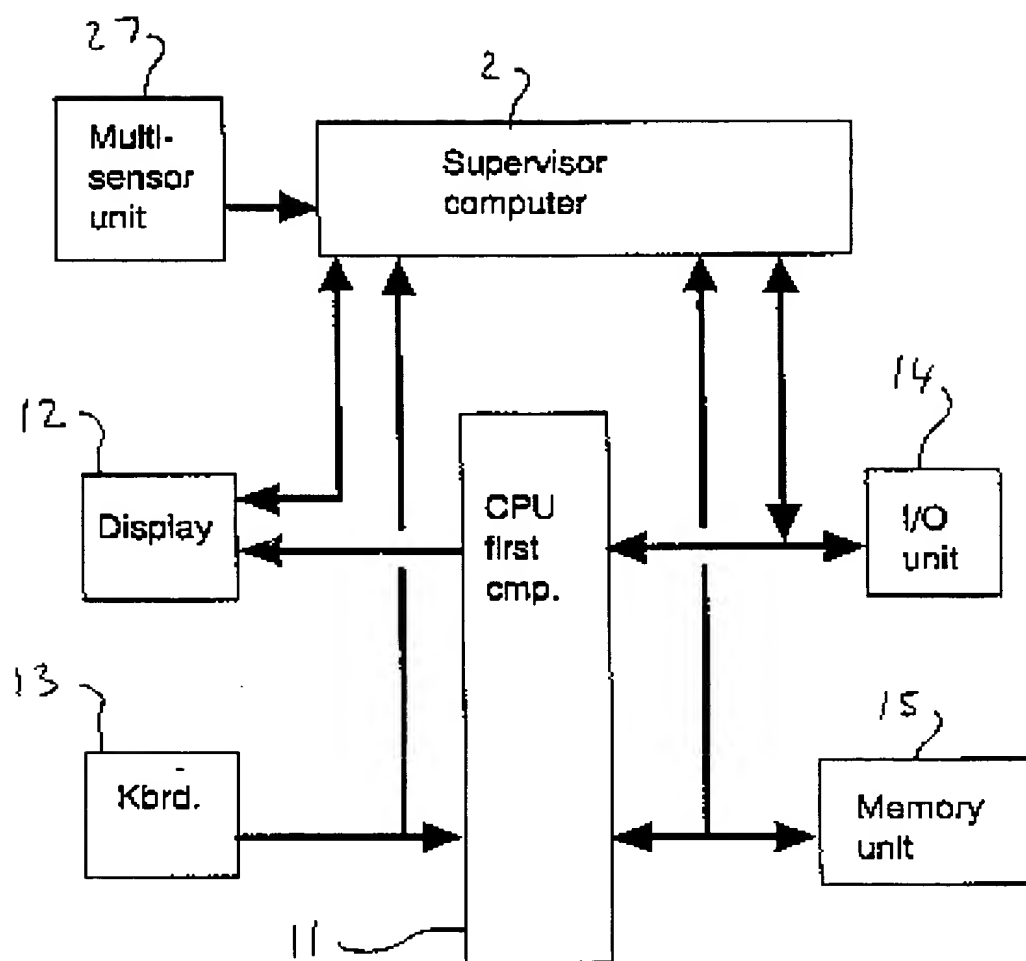 27
2
Multi-
sensor
unit
Supervisor
computer
12
14
Display
CPU
first
cmp.
I/O
unit
13
15
Kbrd.
Memory
unit
11